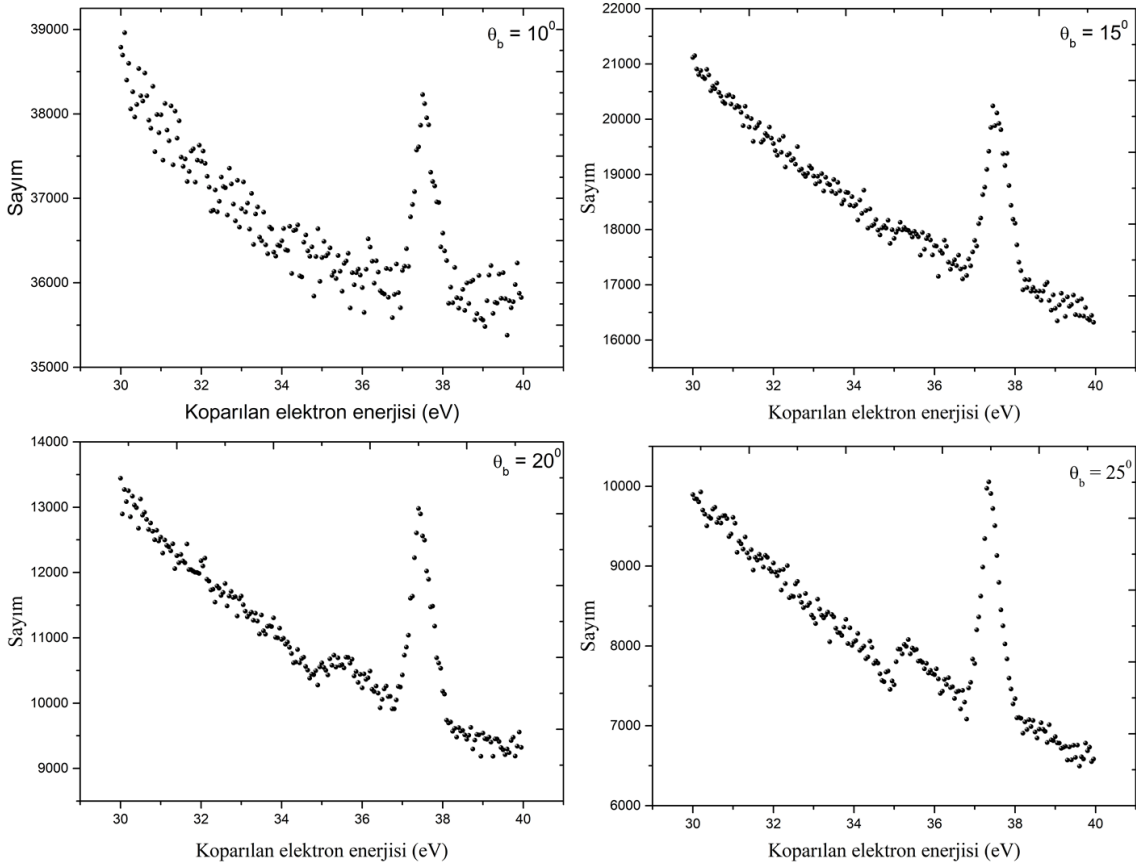 θb = 10⁰
39000
38000
37000
36000
35000
Sayım
30 32 34 36 38 40
Koparılan elektron enerjisi (eV)
θb = 15⁰
22000
21000
20000
19000
18000
17000
16000
Sayım
30 32 34 36 38 40
Koparılan elektron enerjisi (eV)
θb = 20⁰
14000
13000
12000
11000
10000
9000
Sayım
30 32 34 36 38 40
Koparılan elektron enerjisi (eV)
θb = 25⁰
10000
9000
8000
7000
6000
Sayım
30 32 34 36 38 40
Koparılan elektron enerjisi (eV)